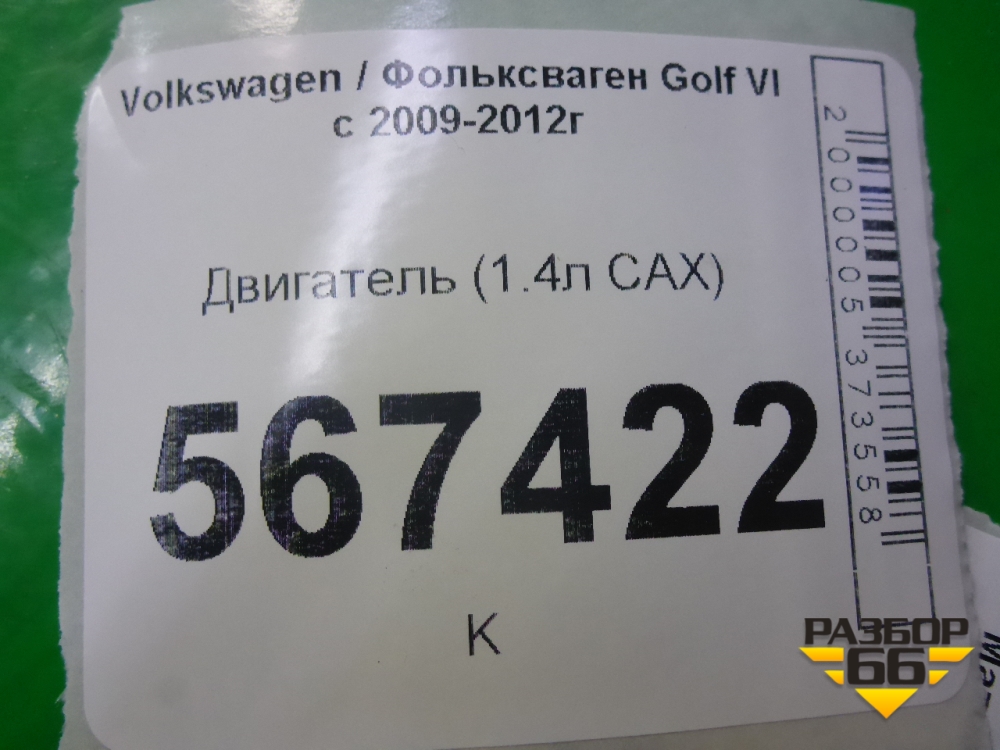 Volkswagen / Фольксваген Golf VI
с 2009-2012г
Двигатель (1.4л CAX)
567422
К
2000005373558
РАЗБОР
66